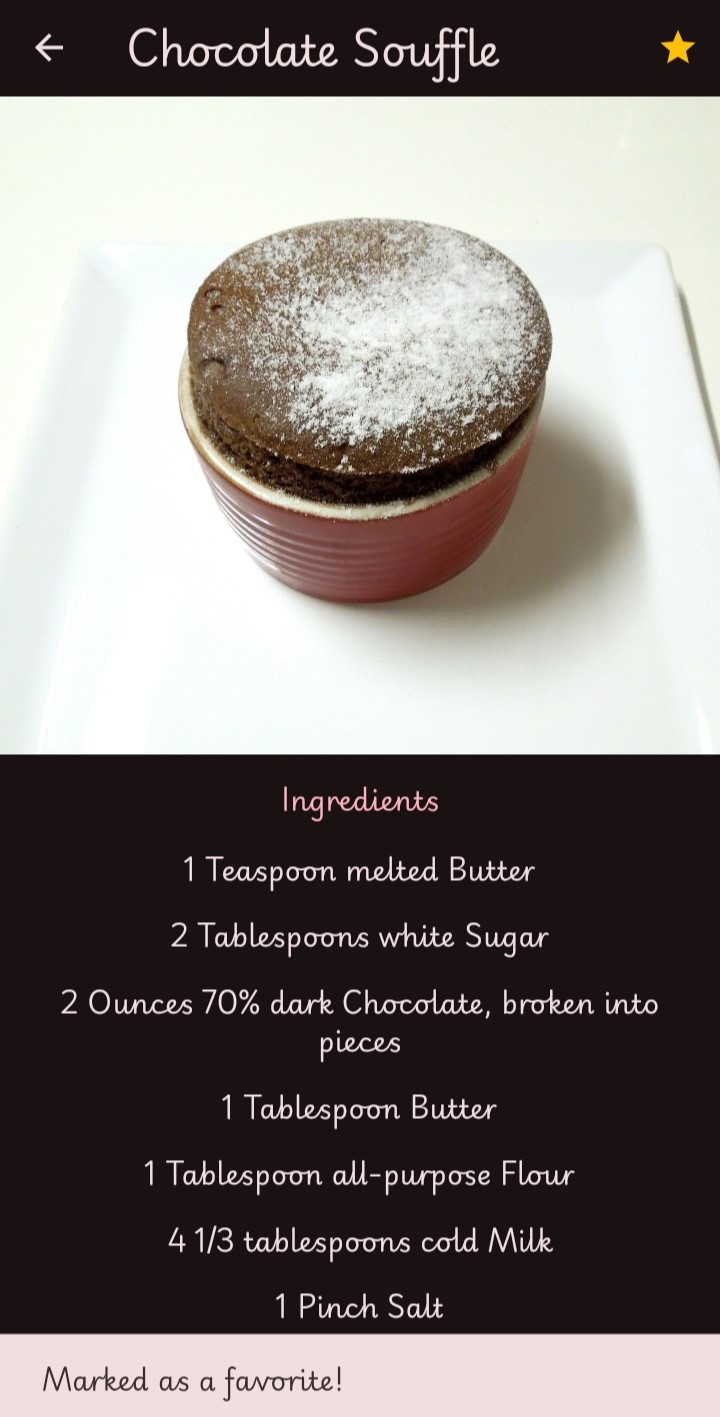 Chocolate Souffle
Ingredients
1 Teaspoon melted Butter
2 Tablespoons white Sugar
2 Ounces 70% dark Chocolate, broken into
pieces
1 Tablespoon Butter
1 Tablespoon all-purpose Flour
4 1/3 tablespoons cold Milk
1 Pinch Salt
Marked as a favorite!